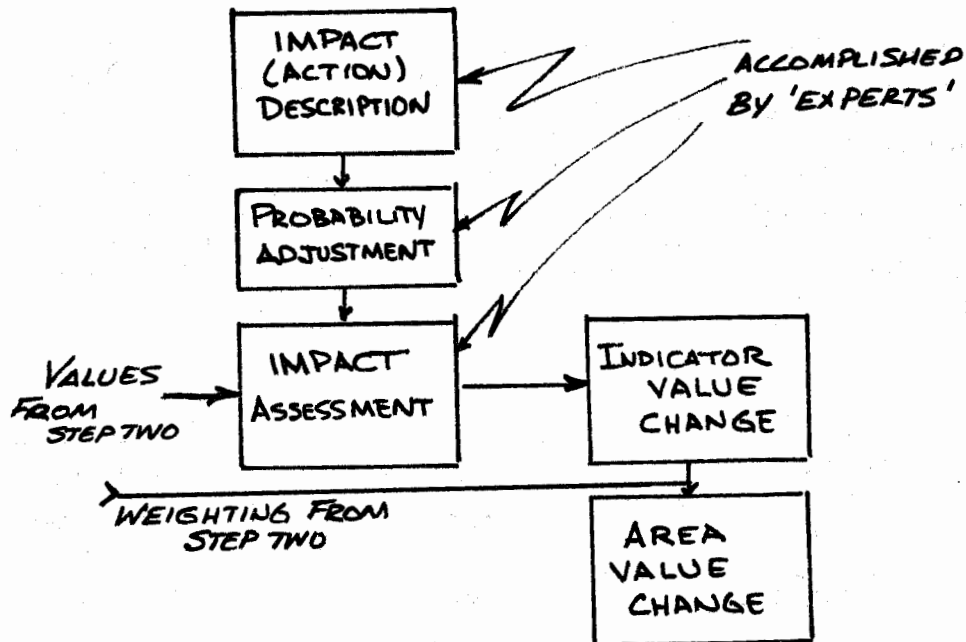 IMPACT
(ACTION)
DESCRIPTION
ACCOMPLISHED
BY 'EXPERTS'
PROBABILITY
ADJUSTMENT
VALUES
FROM
STEP TWO
IMPACT
ASSESSMENT
INDICATOR
VALUE
CHANGE
WEIGHTING FROM
STEP TWO
AREA
VALUE
CHANGE